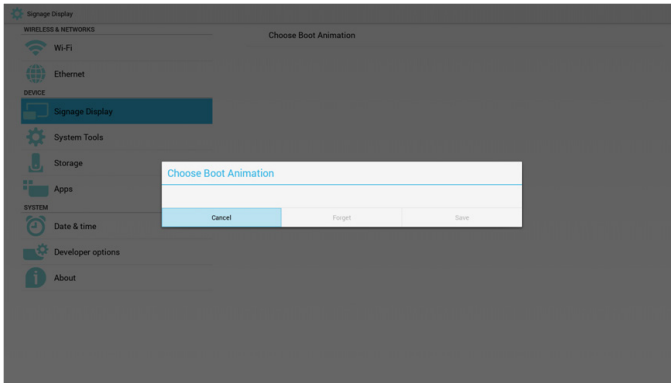 Signage Display
WIRELESS & NETWORKS
Wi-Fi
Ethernet
DEVICE
Signage Display
System Tools
Storage
Apps
SYSTEM
Date & time
Developer options
About
Choose Boot Animation
Choose Boot Animation
Cancel
Forget
Save